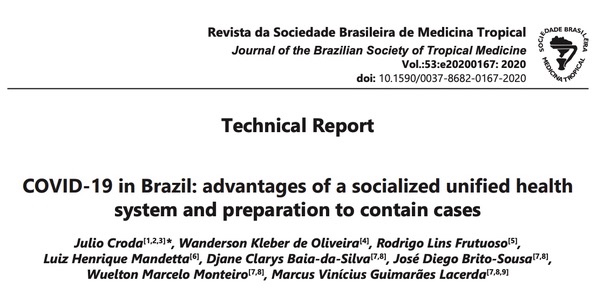 Revista da Sociedade Brasileira de Medicina Tropical
Journal of the Brazilian Society of Tropical Medicine
Vol.:53:e20200167: 2020
doi: 10.1590/0037-8682-0167-2020
SOCIEDADE BRASILEIRA
MEDICINA TROPICAL
Technical Report
COVID-19 in Brazil: advantages of a socialized unified health
system and preparation to contain cases
Julio Croda[1,2,3]*, Wanderson Kleber de Oliveira[4], Rodrigo Lins Frutuoso[5],
Luiz Henrique Mandetta[6], Djane Clarys Baia-da-Silva[7,8], José Diego Brito-Sousa[7,8],
Wuelton Marcelo Monteiro[7,8], Marcus Vinícius Guimarães Lacerda[7,8,9]